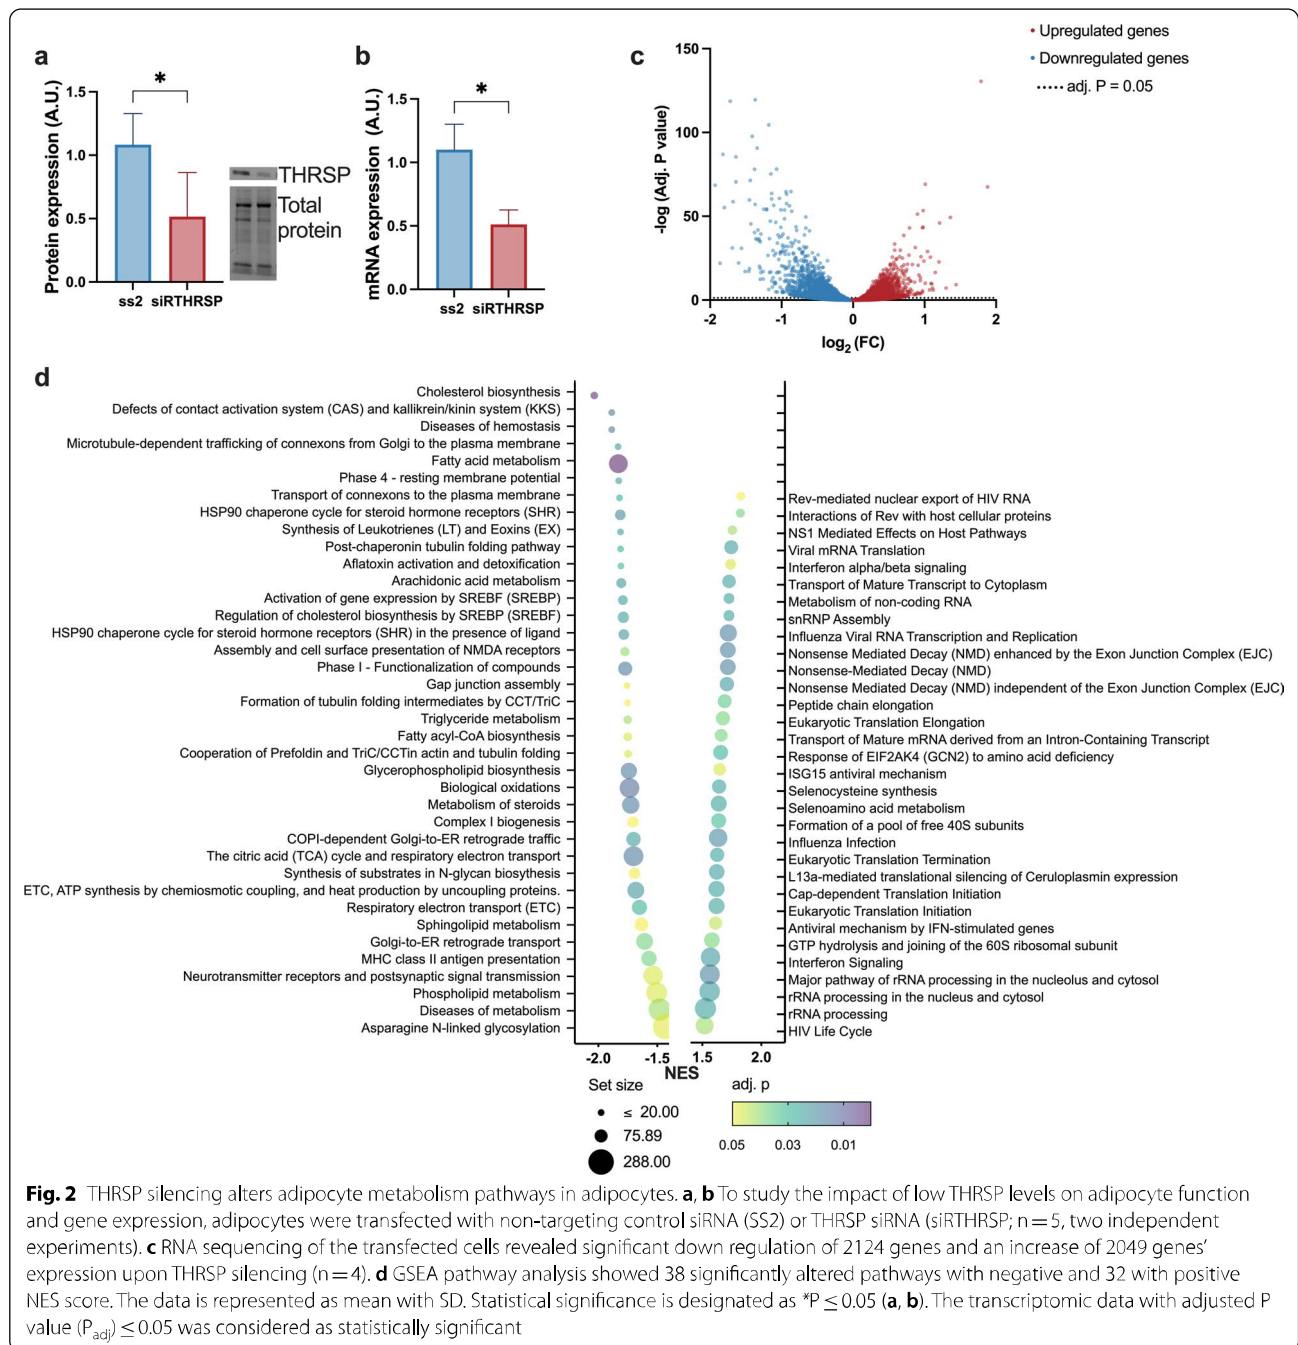 a
Protein expression (A.U.)
1.5
1.0
0.5
0.0
*
ss2 siRTHRSP
THRSP
Total
protein
b
mRNA expression (A.U.)
1.5
1.0
0.5
0.0
*
ss2 siRTHRSP
c
-log (Adj. P value)
150
100
50
0
-2 -1 0 1 2
log2 (FC)
Upregulated genes
Downregulated genes
adj. P = 0.05
d
Cholesterol biosynthesis
Defects of contact activation system (CAS) and kallikrein/kinin system (KKS)
Diseases of hemostasis
Microtubule-dependent trafficking of connexons from Golgi to the plasma membrane
Fatty acid metabolism
Phase 4 - resting membrane potential
Transport of connexons to the plasma membrane
HSP90 chaperone cycle for steroid hormone receptors (SHR)
Synthesis of Leukotrienes (LT) and Eoxins (EX)
Post-chaperonin tubulin folding pathway
Aflatoxin activation and detoxification
Arachidonic acid metabolism
Activation of gene expression by SREBF (SREBP)
Regulation of cholesterol biosynthesis by SREBP (SREBF)
HSP90 chaperone cycle for steroid hormone receptors (SHR) in the presence of ligand
Assembly and cell surface presentation of NMDA receptors
Phase I - Functionalization of compounds
Gap junction assembly
Formation of tubulin folding intermediates by CCT/TriC
Triglyceride metabolism
Fatty acyl-CoA biosynthesis
Cooperation of Prefoldin and TriC/CCTin actin and tubulin folding
Glycerophospholipid biosynthesis
Biological oxidations
Metabolism of steroids
Complex I biogenesis
COPI-dependent Golgi-to-ER retrograde traffic
The citric acid (TCA) cycle and respiratory electron transport
Synthesis of substrates in N-glycan biosythesis
ETC, ATP synthesis by chemiosmotic coupling, and heat production by uncoupling proteins.
Respiratory electron transport (ETC)
Sphingolipid metabolism
Golgi-to-ER retrograde transport
MHC class II antigen presentation
Neurotransmitter receptors and postsynaptic signal transmission
Phospholipid metabolism
Diseases of metabolism
Asparagine N-linked glycosylation
Rev-mediated nuclear export of HIV RNA
Interactions of Rev with host cellular proteins
NS1 Mediated Effects on Host Pathways
Viral mRNA Translation
Interferon alpha/beta signaling
Transport of Mature Transcript to Cytoplasm
Metabolism of non-coding RNA
snRNP Assembly
Influenza Viral RNA Transcription and Replication
Nonsense Mediated Decay (NMD) enhanced by the Exon Junction Complex (EJC)
Nonsense-Mediated Decay (NMD)
Nonsense Mediated Decay (NMD) independent of the Exon Junction Complex (EJC)
Peptide chain elongation
Eukaryotic Translation Elongation
Transport of Mature mRNA derived from an Intron-Containing Transcript
Response of EIF2AK4 (GCN2) to amino acid deficiency
ISG15 antiviral mechanism
Selenocysteine synthesis
Selenoamino acid metabolism
Formation of a pool of free 40S subunits
Influenza Infection
Eukaryotic Translation Termination
L13a-mediated translational silencing of Ceruloplasmin expression
Cap-dependent Translation Initiation
Eukaryotic Translation Initiation
Antiviral mechanism by IFN-stimulated genes
GTP hydrolysis and joining of the 60S ribosomal subunit
Interferon Signaling
Major pathway of rRNA processing in the nucleolus and cytosol
rRNA processing in the nucleus and cytosol
rRNA processing
HIV Life Cycle
-2.0 -1.5 1.5 2.0
NES
Set size
≤ 20.00
75.89
288.00
adj. p
0.05 0.03 0.01
Fig. 2 THRSP silencing alters adipocyte metabolism pathways in adipocytes. a, b To study the impact of low THRSP levels on adipocyte function
and gene expression, adipocytes were transfected with non-targeting control siRNA (SS2) or THRSP siRNA (siRTHRSP; n = 5, two independent
experiments). c RNA sequencing of the transfected cells revealed significant down regulation of 2124 genes and an increase of 2049 genes'
expression upon THRSP silencing (n = 4). d GSEA pathway analysis showed 38 significantly altered pathways with negative and 32 with positive
NES score. The data is represented as mean with SD. Statistical significance is designated as *P ≤ 0.05 (a, b). The transcriptomic data with adjusted P
value (Padj) ≤ 0.05 was considered as statistically significant